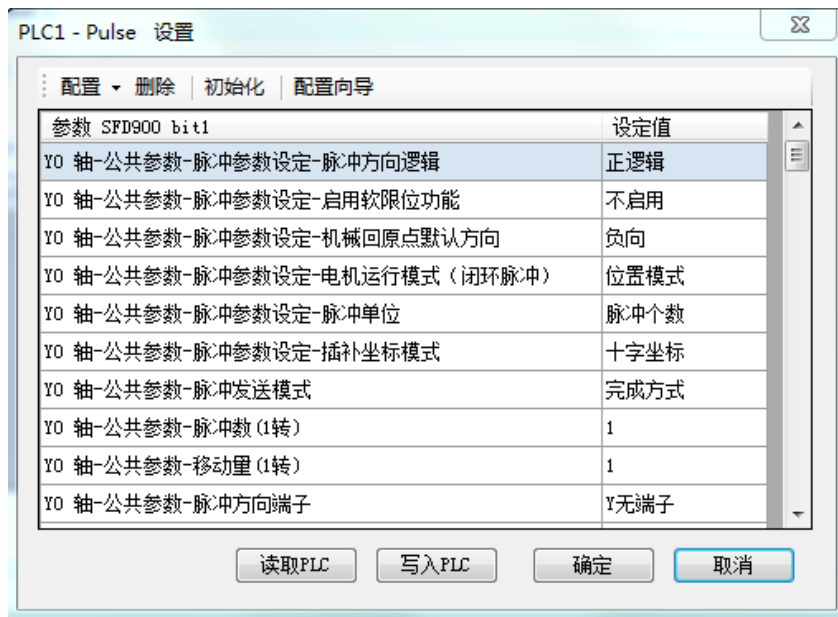 PLC1 - Pulse 设置
配置 删除 初始化 配置向导
参数 SFD900 bit1 设定值
Y0 轴-公共参数-脉冲参数设定-脉冲方向逻辑 正逻辑
Y0 轴-公共参数-脉冲参数设定-启用软限位功能 不启用
Y0 轴-公共参数-脉冲参数设定-机械回原点默认方向 负向
Y0 轴-公共参数-脉冲参数设定-电机运行模式（闭环脉冲） 位置模式
Y0 轴-公共参数-脉冲参数设定-脉冲单位 脉冲个数
Y0 轴-公共参数-脉冲参数设定-插补坐标模式 十字坐标
Y0 轴-公共参数-脉冲发送模式 完成方式
Y0 轴-公共参数-脉冲数(1转) 1
Y0 轴-公共参数-移动量(1转) 1
Y0 轴-公共参数-脉冲方向端子 Y无端子
读取PLC 写入PLC 确定 取消